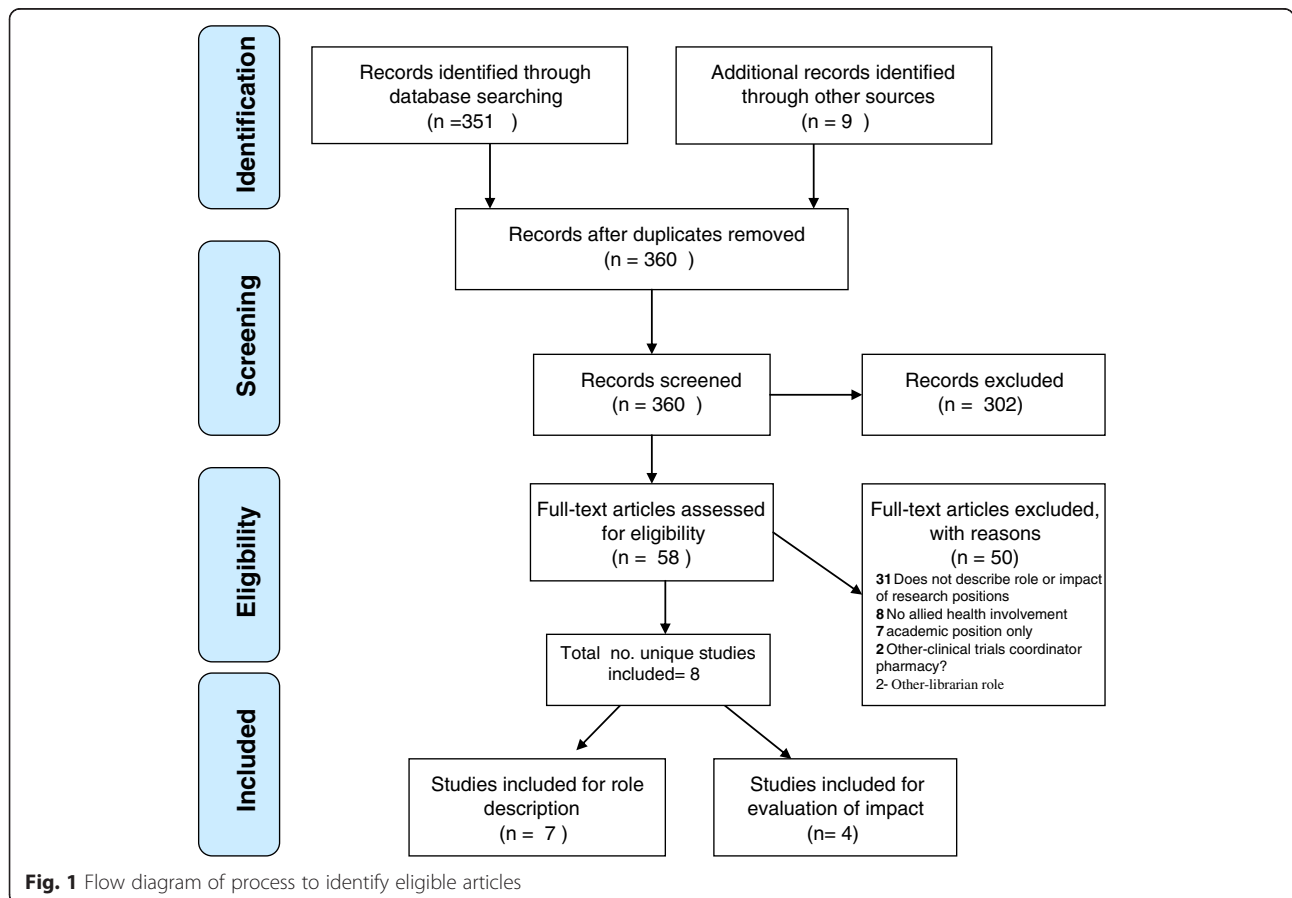 Identification
Records identified through
database searching
(n =351 )
Additional records identified
through other sources
(n = 9 )
Records after duplicates removed
(n = 360 )
Screening
Records screened
(n = 360 )
Records excluded
(n = 302)
Eligibility
Full-text articles assessed
for eligibility
(n = 58 )
Full-text articles excluded,
with reasons
(n = 50)
31 Does not describe role or impact
of research positions
8 No allied health involvement
7 academic position only
2 Other-clinical trials coordinator
pharmacy?
2- Other-librarian role
Total no. unique studies
included= 8
Included
Studies included for role
description
(n = 7 )
Studies included for
evaluation of impact
(n= 4)
Fig. 1 Flow diagram of process to identify eligible articles